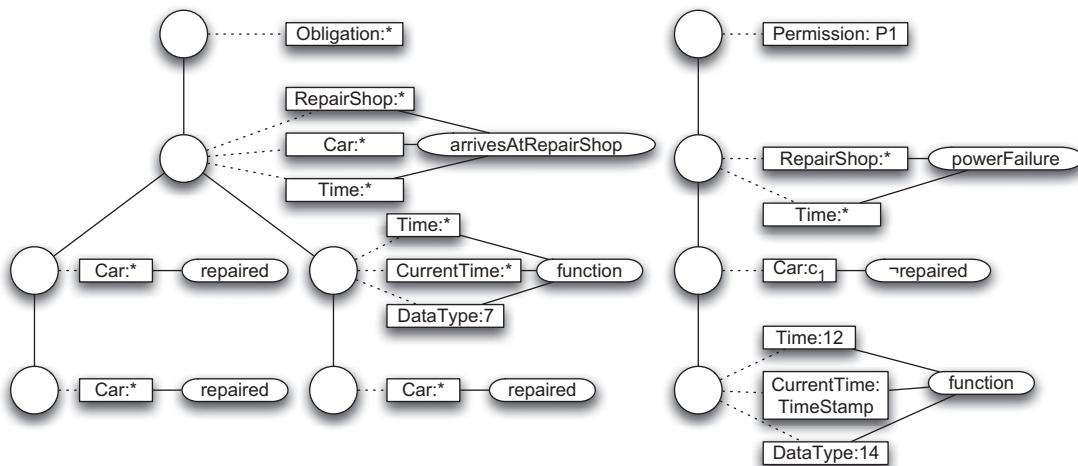 Obligation:*
RepairShop:*
Car:*
arrivesAtRepairShop
Time:*
Car:*
repaired
Time:*
CurrentTime:*
function
DataType:7
Car:*
repaired
Car:*
repaired
Permission: P1
RepairShop:*
powerFailure
Time:*
Car:c₁
¬repaired
Time:12
CurrentTime:
TimeStamp
function
DataType:14